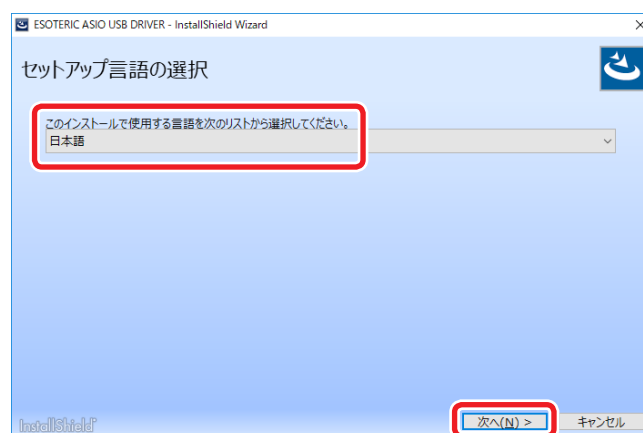 ESOTERIC ASIO USB DRIVER - InstallShield Wizard
セットアップ言語の選択
このインストールで使用する言語を次のリストから選択してください。
日本語
InstallShield
次へ(N) >
キャンセル